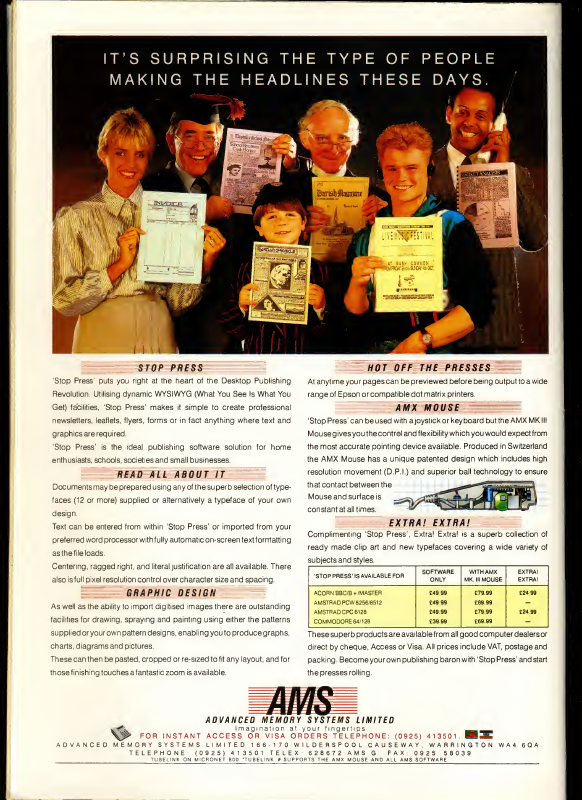 IT'S SURPRISING THE TYPE OF PEOPLE
MAKING THE HEADLINES THESE DAYS.
INVOICE
Parish Magazine
LIVE MUSIC FESTIVAL
STOP PRESS
'Stop Press' puts you right at the heart of the Desktop Publishing
Revolution. Utilising dynamic WYSIWYG (What You See Is What You
Get) facilities, 'Stop Press' makes it simple to create professional
newsletters, leaflets, flyers, forms or in fact anything where text and
graphics are required.
'Stop Press' is the ideal publishing software solution for home
enthusiasts, schools, societies and small businesses.
READ ALL ABOUT IT
Documents may be prepared using any of the superb selection of type-
faces (12 or more) supplied or alternatively a typeface of your own
design.
Text can be entered from within 'Stop Press' or imported from your
preferred word processor with fully automatic on-screen text formatting
as the file loads.
Centering, ragged right, and literal justification are all available. There
also is full pixel resolution control over character size and spacing.
GRAPHIC DESIGN
As well as the ability to import digitised images there are outstanding
facilities for drawing, spraying and painting using either the patterns
supplied or your own pattern designs, enabling you to produce graphs,
charts, diagrams and pictures.
These can then be pasted, cropped or re-sized to fit any layout, and for
those finishing touches a fantastic zoom is available.
HOT OFF THE PRESSES
At anytime your pages can be previewed before being output to a wide
range of Epson or compatible dot matrix printers.
AMX MOUSE
'Stop Press' can be used with a joystick or keyboard but the AMX MK III
Mouse gives you the control and flexibility which you would expect from
the most accurate pointing device available. Produced in Switzerland
the AMX Mouse has a unique patented design which includes high
resolution movement (D.P.I.) and superior ball technology to ensure
that contact between the
Mouse and surface is
constant at all times.
EXTRA! EXTRA!
Complimenting 'Stop Press', Extra! Extra! is a superb collection of
ready made clip art and new typefaces covering a wide variety of
subjects and styles.
'STOP PRESS' IS AVAILABLE FOR SOFTWARE ONLY WITH AMX MK. III MOUSE EXTRA! EXTRA!
ACORN BBC/B + /MASTER £49.99 £79.99 £24.99
AMSTRAD PCW 8256/8512 £49.99 £89.99 —
AMSTRAD CPC 6128 £49.99 £79.99 £24.99
COMMODORE 64/128 £39.99 £69.99 —
These superb products are available from all good computer dealers or
direct by cheque, Access or Visa. All prices include VAT, postage and
packing. Become your own publishing baron with 'Stop Press' and start
the presses rolling.
AMS
ADVANCED MEMORY SYSTEMS LIMITED
imagination at your fingertips
FOR INSTANT ACCESS OR VISA ORDERS TELEPHONE: (0925) 413501.
ADVANCED MEMORY SYSTEMS LIMITED 166-170 WILDERSPOOL CAUSEWAY, WARRINGTON WA4 6QA
TELEPHONE: (0925) 413501 TELEX: 628672 AMS G FAX: 0925 58039
TUBELINK ON MICRONET 800 *TUBELINK # SUPPORTS THE AMX MOUSE AND ALL AMS SOFTWARE